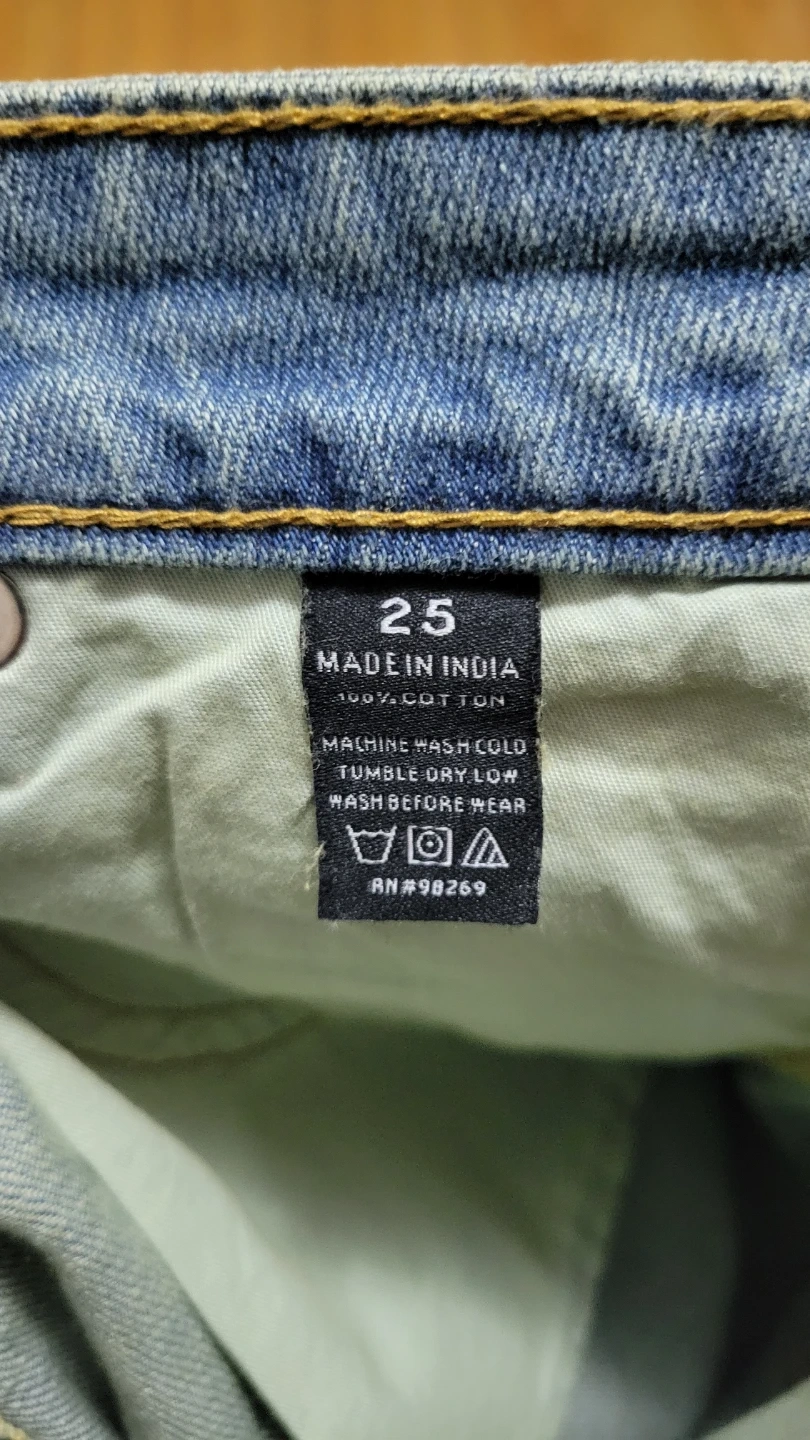 25
MADE IN INDIA
100% COTTON
MACHINE WASH COLD
TUMBLE DRY LOW
WASH BEFORE WEAR
RN#98269